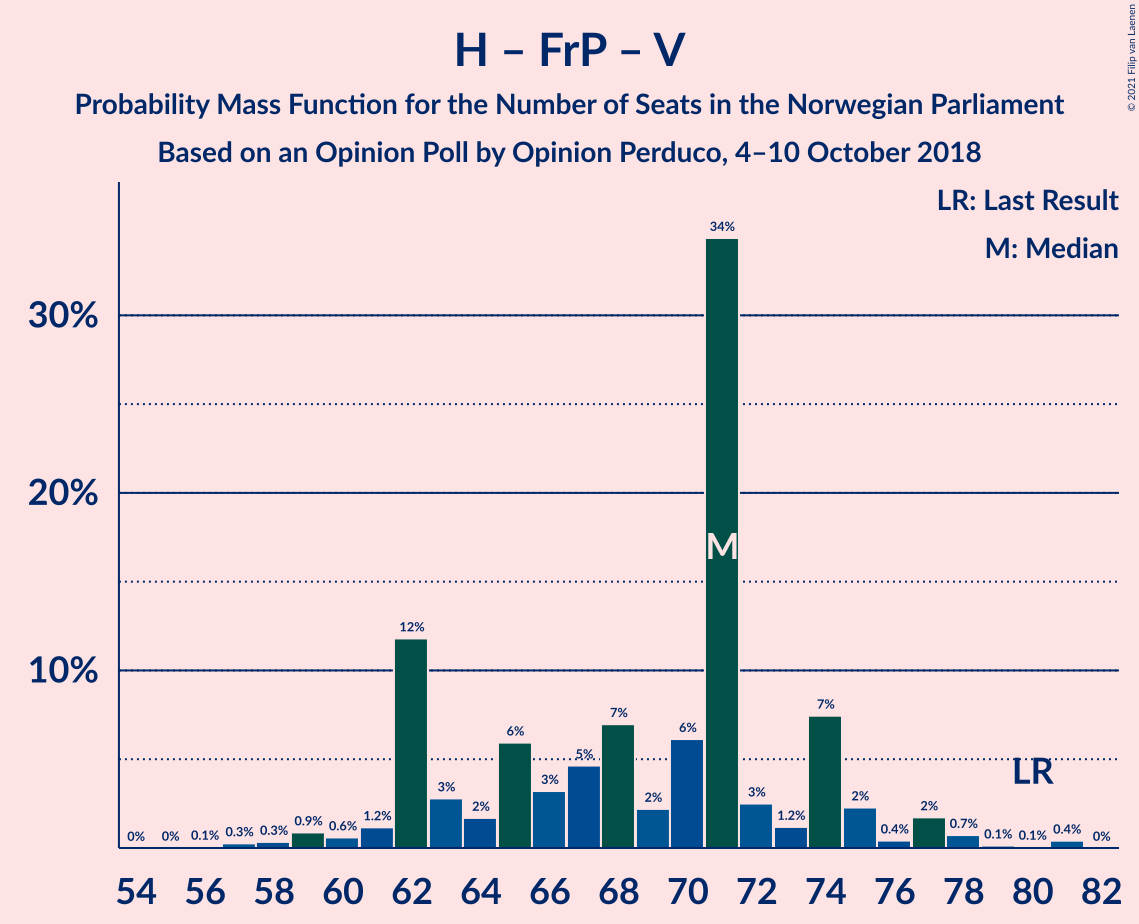 H – FrP – V
Probability Mass Function for the Number of Seats in the Norwegian Parliament
Based on an Opinion Poll by Opinion Perduco, 4–10 October 2018
© 2021 Filip van Laenen
LR: Last Result
M: Median
30%
20%
10%
0% 0% 0.1% 0.3% 0.3% 0.9% 0.6% 1.2% 12% 3% 2% 6% 3% 5% 7% 2% 6% 34% 3% 1.2% 7% 2% 0.4% 2% 0.7% 0.1% 0.1% 0.4% 0%
M
LR
54 56 58 60 62 64 66 68 70 72 74 76 78 80 82